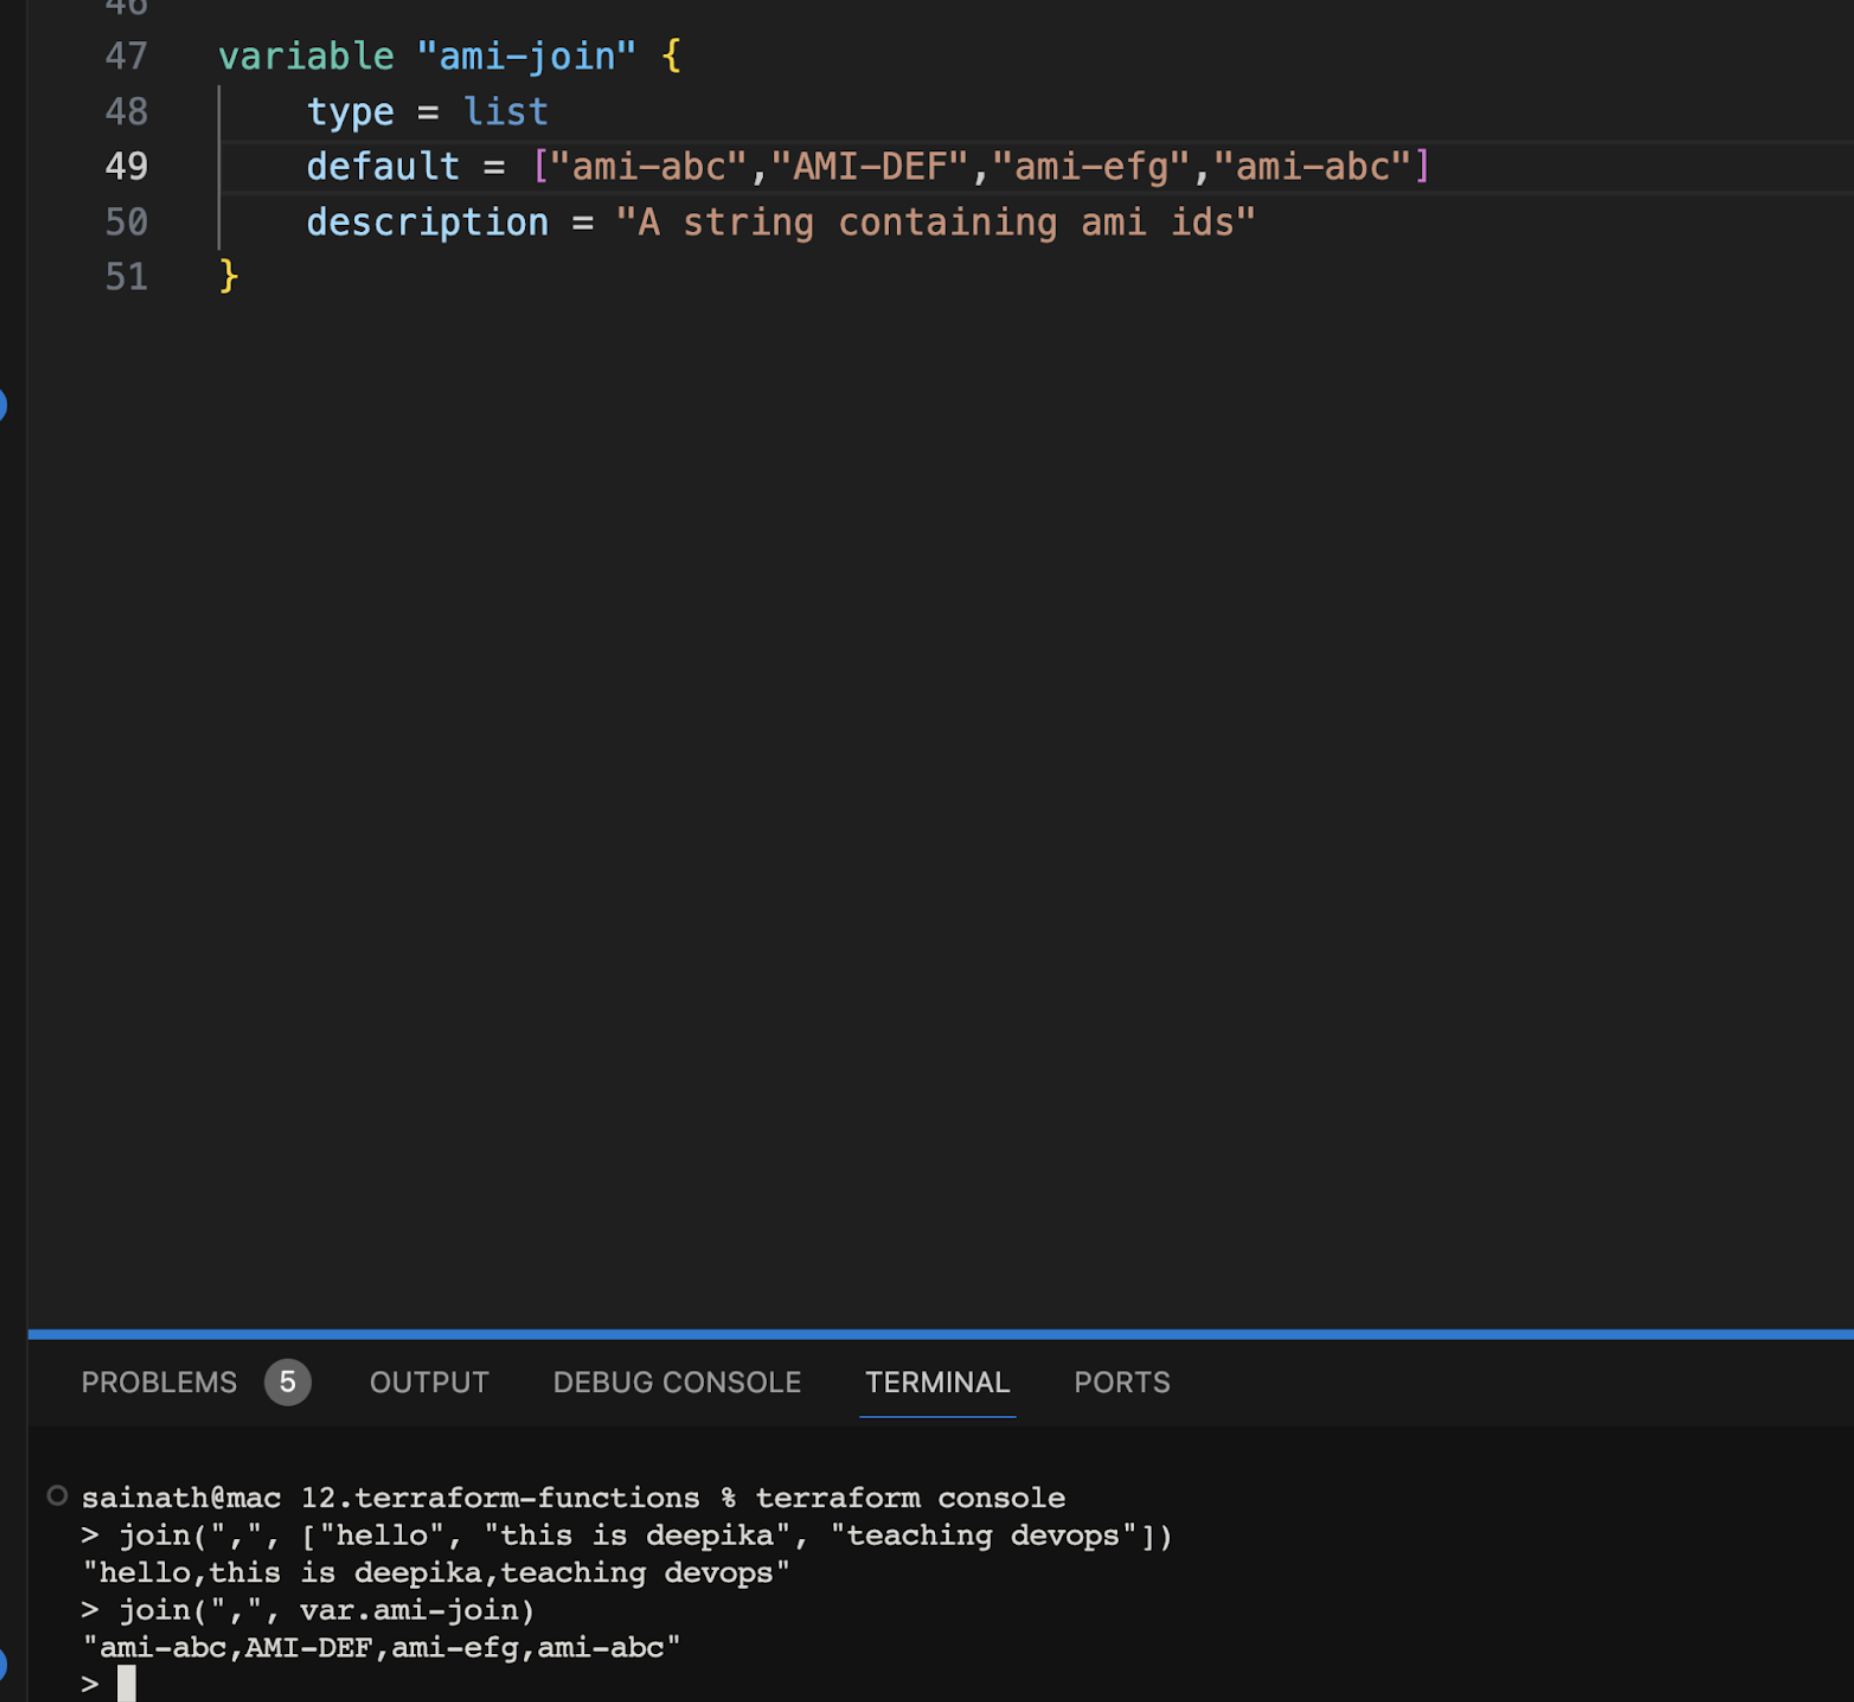 46
47 variable "ami-join" {
48 type = list
49 default = ["ami-abc","AMI-DEF","ami-efg","ami-abc"]
50 description = "A string containing ami ids"
51 }
PROBLEMS 5 OUTPUT DEBUG CONSOLE TERMINAL PORTS
sainath@mac 12.terraform-functions % terraform console
> join(",", ["hello", "this is deepika", "teaching devops"])
"hello,this is deepika,teaching devops"
> join(",", var.ami-join)
"ami-abc,AMI-DEF,ami-efg,ami-abc"
>